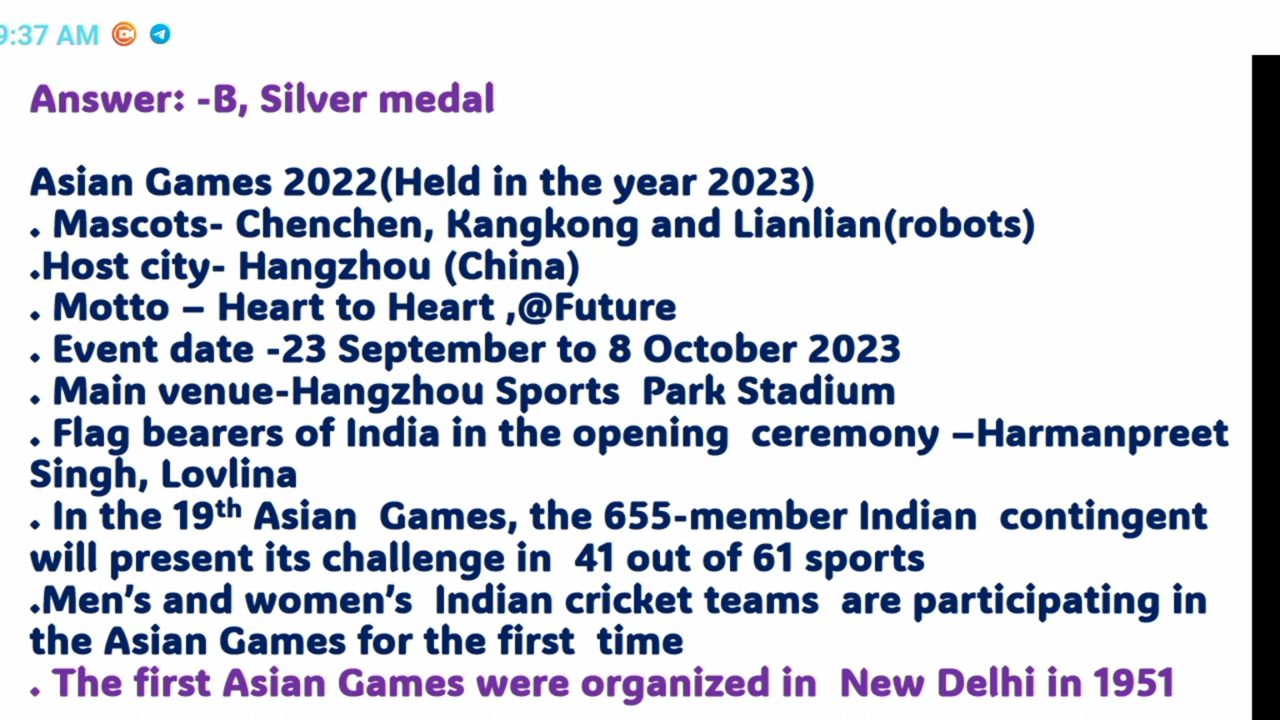 9:37 AM
Answer: -B, Silver medal
Asian Games 2022(Held in the year 2023)
. Mascots- Chenchen, Kangkong and Lianlian(robots)
.Host city- Hangzhou (China)
. Motto – Heart to Heart ,@Future
. Event date -23 September to 8 October 2023
. Main venue-Hangzhou Sports Park Stadium
. Flag bearers of India in the opening ceremony –Harmanpreet
Singh, Lovlina
. In the 19th Asian Games, the 655-member Indian contingent
will present its challenge in 41 out of 61 sports
.Men's and women's Indian cricket teams are participating in
the Asian Games for the first time
. The first Asian Games were organized in New Delhi in 1951